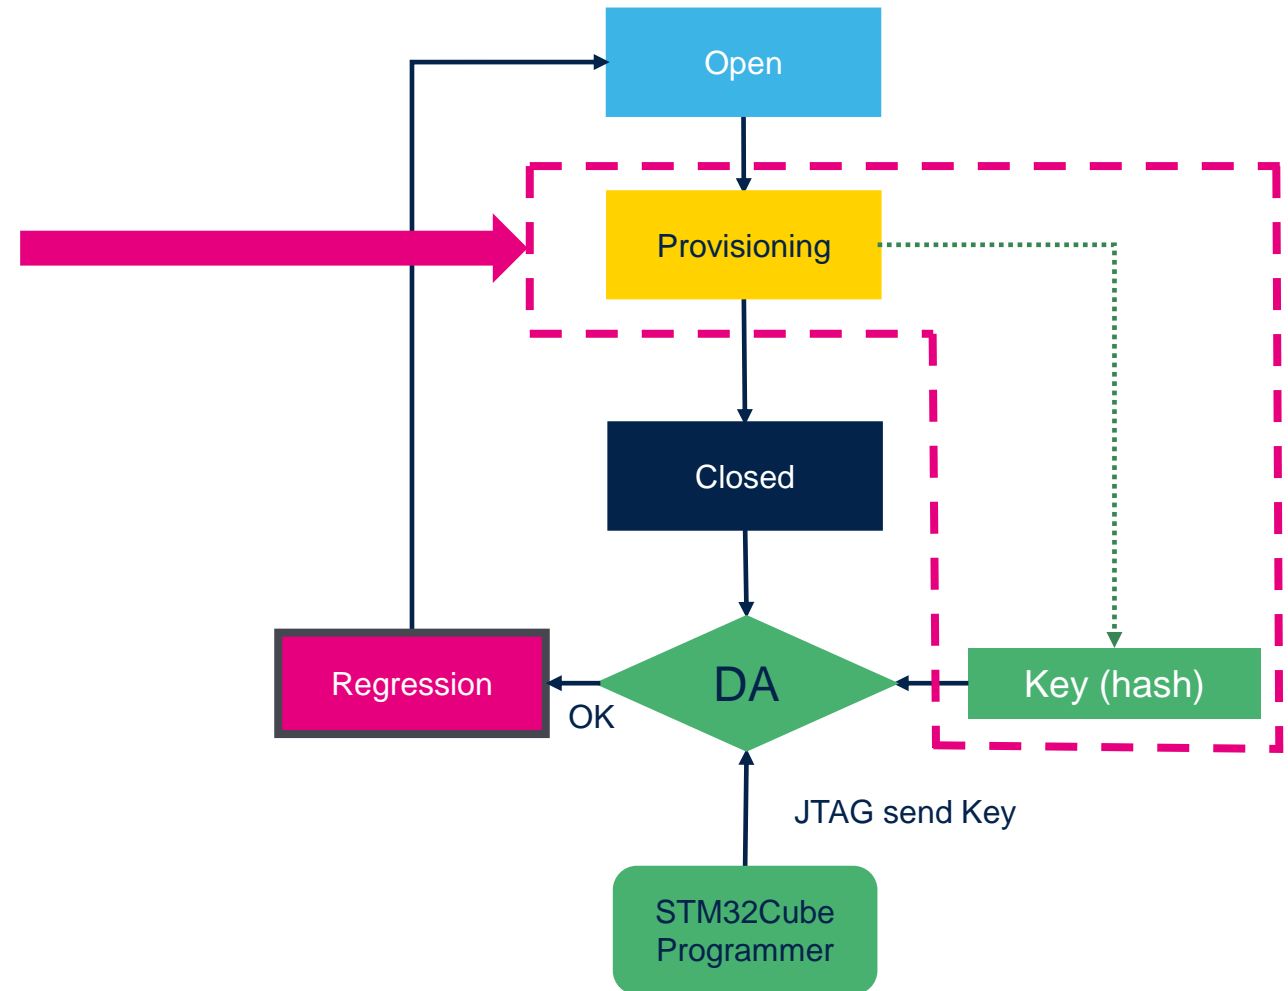 Open
Provisioning
Closed
DA
Regression
OK
Key (hash)
JTAG send Key
STM32Cube
Programmer